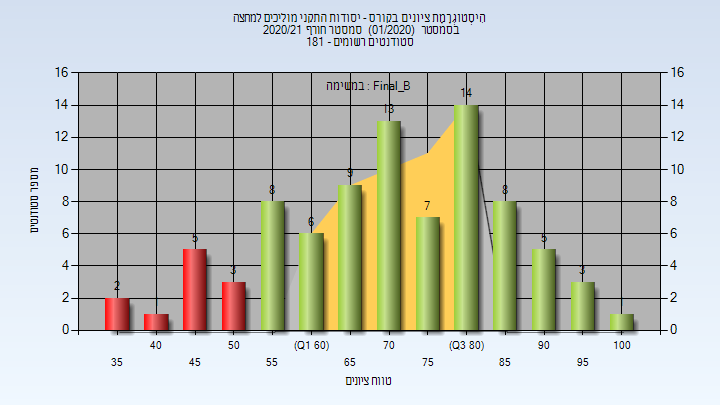 היסטוגרמת ציונים בקורס - יסודות התקני מוליכים למחצה
בסמסטר (01/2020) סמסטר חורף 2020/21
סטודנטים רשומים - 181
במשימה : Final_B
מספר סטודנטים
16 14 12 10 8 6 4 2 0
2 5 3 8 6 9 13 7 14 8 5 3
16 14 12 10 8 6 4 2 0
40 50 (Q1 60) 70 (Q3 80) 90 100
35 45 55 65 75 85 95
טווח ציונים